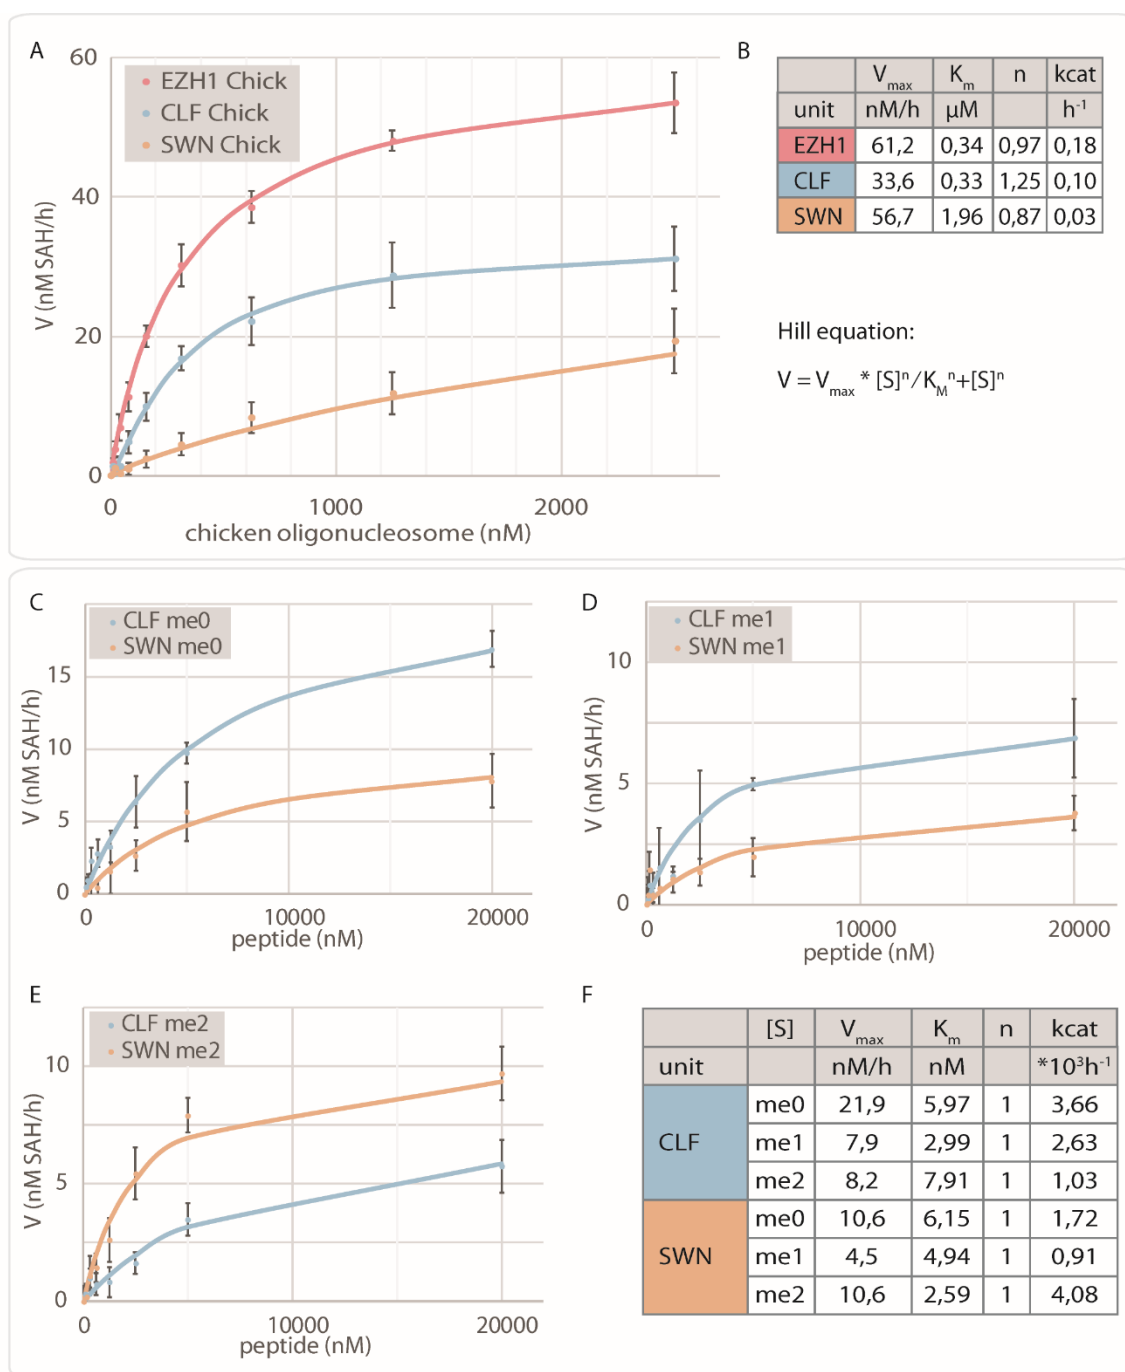 A
60
40
20
0
V (nM SAH/h)
EZH1 Chick
CLF Chick
SWN Chick
0 1000 2000
chicken oligonucleosome (nM)
B
Vmax Km n kcat
unit nM/h µM h-1
EZH1 61,2 0,34 0,97 0,18
CLF 33,6 0,33 1,25 0,10
SWN 56,7 1,96 0,87 0,03
Hill equation:
V = Vmax * [S]ⁿ/KMⁿ+[S]ⁿ
C
CLF me0
SWN me0
15
10
5
0
V (nM SAH/h)
0 10000 20000
peptide (nM)
D
CLF me1
SWN me1
10
5
0
V (nM SAH/h)
0 10000 20000
peptide (nM)
E
CLF me2
SWN me2
10
5
0
V (nM SAH/h)
0 10000 20000
peptide (nM)
F
[S] Vmax Km n kcat
unit nM/h nM *10³h-1
CLF
me0 21,9 5,97 1 3,66
me1 7,9 2,99 1 2,63
me2 8,2 7,91 1 1,03
SWN
me0 10,6 6,15 1 1,72
me1 4,5 4,94 1 0,91
me2 10,6 2,59 1 4,08